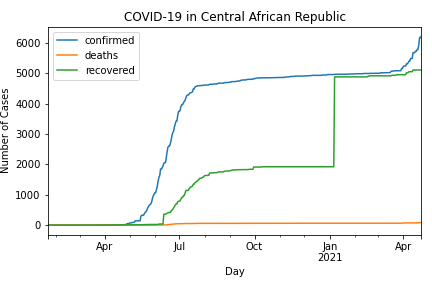 COVID-19 in Central African Republic
confirmed
deaths
recovered
Number of Cases
6000
5000
4000
3000
2000
1000
0
Apr
Jul
Oct
Jan
2021
Apr
Day